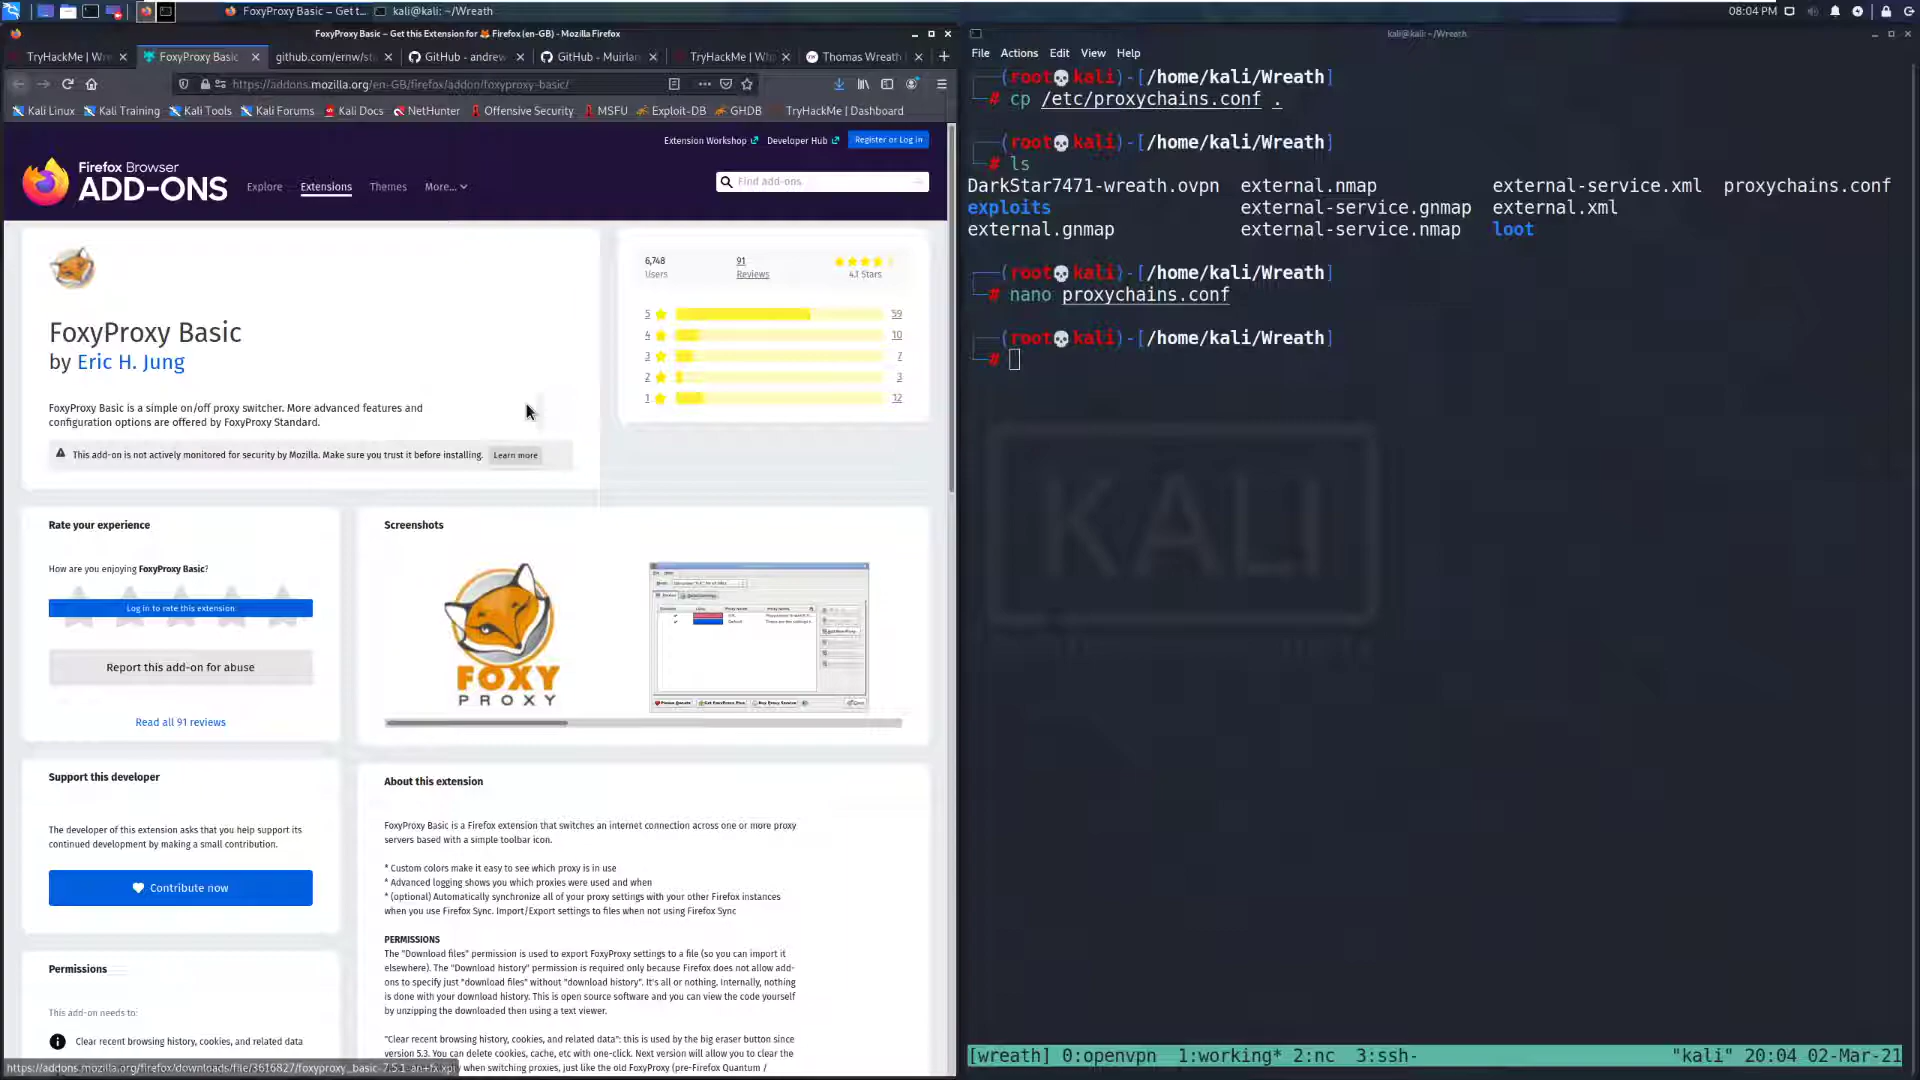 FoxyProxy Basic – Get t...
kali@kali: ~/Wreath
08:04 PM
FoxyProxy Basic – Get this Extension for 🦊 Firefox (en-GB) - Mozilla Firefox
TryHackMe | Wre
FoxyProxy Basic
github.com/ernw/st
GitHub - andrew
GitHub - Muirlan
TryHackMe | Wr
Thomas Wreath
https://addons.mozilla.org/en-GB/firefox/addon/foxyproxy-basic/
Kali Linux
Kali Training
Kali Tools
Kali Forums
Kali Docs
NetHunter
Offensive Security
MSFU
Exploit-DB
GHDB
TryHackMe | Dashboard
Extension Workshop
Developer Hub
Register or Log in
Firefox Browser
ADD-ONS
Explore
Extensions
Themes
More...
Find add-ons
FoxyProxy Basic
by Eric H. Jung
FoxyProxy Basic is a simple on/off proxy switcher. More advanced features and
configuration options are offered by FoxyProxy Standard.
This add-on is not actively monitored for security by Mozilla. Make sure you trust it before installing.
Learn more
6,748
Users
91
Reviews
4.1 Stars
5 59
4 10
3 7
2 3
1 12
Rate your experience
How are you enjoying FoxyProxy Basic?
Log in to rate this extension
Report this add-on for abuse
Read all 91 reviews
Screenshots
FOXY
PROXY
Support this developer
The developer of this extension asks that you help support its
continued development by making a small contribution.
Contribute now
Permissions
This add-on needs to:
Clear recent browsing history, cookies, and related data
About this extension
FoxyProxy Basic is a Firefox extension that switches an internet connection across one or more proxy
servers based with a simple toolbar icon.
* Custom colors make it easy to see which proxy is in use
* Advanced logging shows you which proxies were used and when
* (optional) Automatically synchronize all of your proxy settings with your other Firefox instances
when you use Firefox Sync. Import/Export settings to files when not using Firefox Sync
PERMISSIONS
The "Download files" permission is used to export FoxyProxy settings to a file (so you can import it
elsewhere). The "Download history" permission is required only because Firefox does not allow add-
ons to specify just "download files" without "download history". It's all or nothing. Internally, nothing
is done with your download history. This is open source software and you can view the code yourself
by unzipping the downloaded then using a text viewer.
"Clear recent browsing history, cookies, and related data": this is used by the big eraser button since
version 5.3. You can delete cookies, cache, etc with one-click. Next version will allow you to clear the
when switching proxies, just like the old FoxyProxy (pre-Firefox Quantum /
https://addons.mozilla.org/firefox/downloads/file/3616827/foxyproxy_basic-7.5.1-an+fx.xpi
kali@kali: ~/Wreath
File Actions Edit View Help
(root💀kali)-[/home/kali/Wreath]
# cp /etc/proxychains.conf .
(root💀kali)-[/home/kali/Wreath]
# ls
DarkStar7471-wreath.ovpn external.nmap external-service.xml proxychains.conf
exploits external-service.gnmap external.xml
external.gnmap external-service.nmap loot
(root💀kali)-[/home/kali/Wreath]
# nano proxychains.conf
(root💀kali)-[/home/kali/Wreath]
#
KALI
[wreath] 0:openvpn 1:working* 2:nc 3:ssh- "kali" 20:04 02-Mar-21